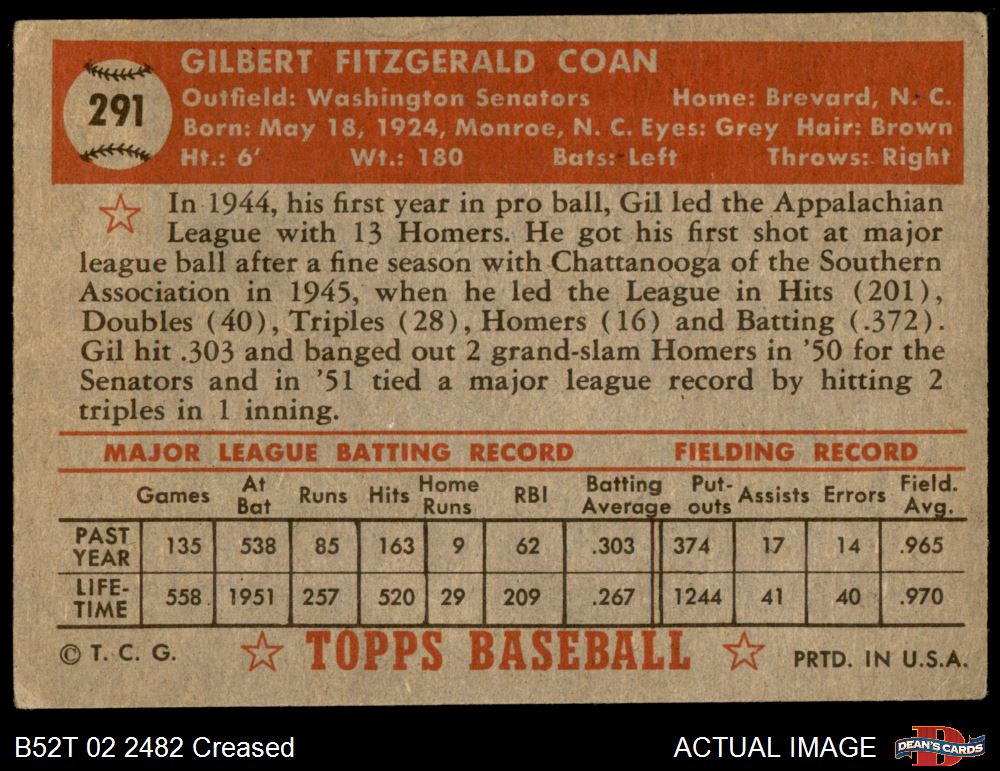 GILBERT FITZGERALD COAN
291
Outfield: Washington Senators Home: Brevard, N. C.
Born: May 18, 1924, Monroe, N. C. Eyes: Grey Hair: Brown
Ht.: 6' Wt.: 180 Bats: Left Throws: Right
In 1944, his first year in pro ball, Gil led the Appalachian
League with 13 Homers. He got his first shot at major
league ball after a fine season with Chattanooga of the Southern
Association in 1945, when he led the League in Hits (201),
Doubles (40), Triples (28), Homers (16) and Batting (.372).
Gil hit .303 and banged out 2 grand-slam Homers in '50 for the
Senators and in '51 tied a major league record by hitting 2
triples in 1 inning.
MAJOR LEAGUE BATTING RECORD FIELDING RECORD
Games At Bat Runs Hits Home Runs RBI Batting Average Put-outs Assists Errors Field. Avg.
PAST YEAR 135 538 85 163 9 62 .303 374 17 14 .965
LIFE-TIME 558 1951 257 520 29 209 .267 1244 41 40 .970
© T. C. G. TOPPS BASEBALL PRTD. IN U.S.A.
B52T 02 2482 Creased ACTUAL IMAGE DEAN'S CARDS